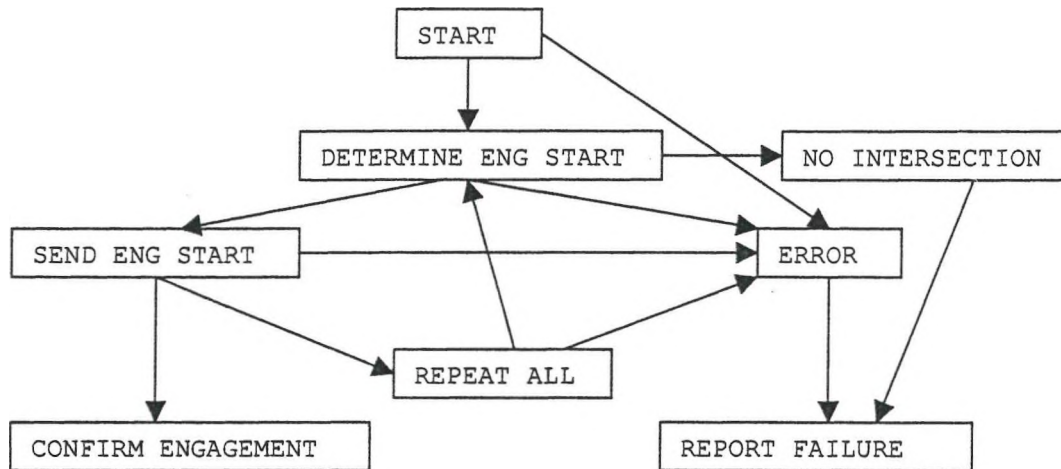 START
DETERMINE ENG START
NO INTERSECTION
SEND ENG START
ERROR
REPEAT ALL
CONFIRM ENGAGEMENT
REPORT FAILURE